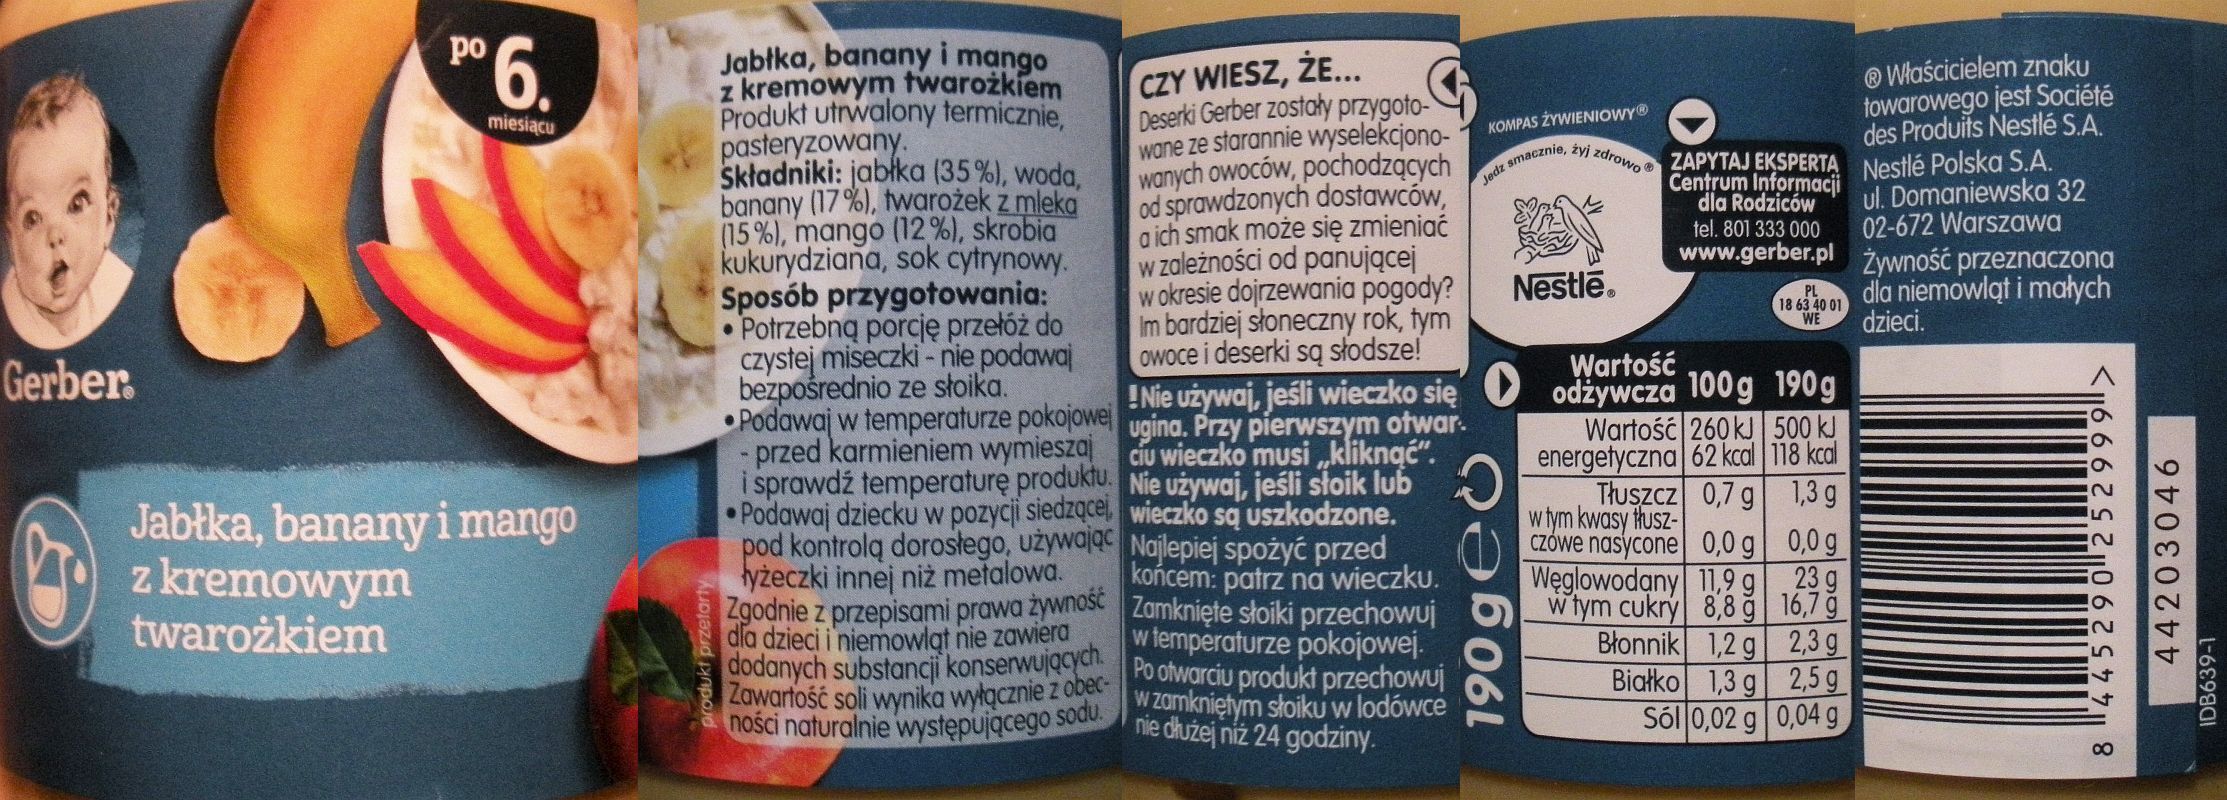 po 6.
miesiącu
Gerber®
Jabłka, banany i mango
z kremowym
twarożkiem
Jabłka, banany i mango
z kremowym twarożkiem
Produkt utrwalony termicznie,
pasteryzowany.
Składniki: jabłka (35 %), woda,
banany (17 %), twarożek z mleka
(15 %), mango (12 %), skrobia
kukurydziana, sok cytrynowy.
Sposób przygotowania:
• Potrzebną porcję przełóż do
czystej miseczki - nie podawaj
bezpośrednio ze słoika.
• Podawaj w temperaturze pokojowej
- przed karmieniem wymieszaj
i sprawdź temperaturę produktu.
• Podawaj dziecku w pozycji siedzącej,
pod kontrolą dorosłego, używając
łyżeczki innej niż metalowa.
Zgodnie z przepisami prawa żywność
dla dzieci i niemowląt nie zawiera
dodanych substancji konserwujących.
Zawartość soli wynika wyłącznie z obec-
ności naturalnie występującego sodu.
produkt przetarty
CZY WIESZ, ŻE...
Deserki Gerber zostały przygoto-
wane ze starannie wyselekcjono-
wanych owoców, pochodzących
od sprawdzonych dostawców,
a ich smak może się zmieniać
w zależności od panującej
w okresie dojrzewania pogody?
Im bardziej słoneczny rok, tym
owoce i deserki są słodsze!
! Nie używaj, jeśli wieczko się
ugina. Przy pierwszym otwar-
ciu wieczko musi „kliknąć”.
Nie używaj, jeśli słoik lub
wieczko są uszkodzone.
Najlepiej spożyć przed
końcem: patrz na wieczku.
Zamknięte słoiki przechowuj
w temperaturze pokojowej.
Po otwarciu produkt przechowuj
w zamkniętym słoiku w lodówce
nie dłużej niż 24 godziny.
KOMPAS ŻYWIENIOWY®
Jedz smacznie, żyj zdrowo®
Nestlé®
ZAPYTAJ EKSPERTA
Centrum Informacji
dla Rodziców
tel. 801 333 000
www.gerber.pl
PL
18 63 40 01
WE
190 g e
Wartość odżywcza 100 g 190 g
Wartość energetyczna 260 kJ 500 kJ
62 kcal 118 kcal
Tłuszcz 0,7 g 1,3 g
w tym kwasy tłusz-
czowe nasycone 0,0 g 0,0 g
Węglowodany 11,9 g 23 g
w tym cukry 8,8 g 16,7 g
Błonnik 1,2 g 2,3 g
Białko 1,3 g 2,5 g
Sól 0,02 g 0,04 g
® Właścicielem znaku
towarowego jest Société
des Produits Nestlé S.A.
Nestlé Polska S.A.
ul. Domaniewska 32
02-672 Warszawa
Żywność przeznaczona
dla niemowląt i małych
dzieci.
8 445290 252999 >
44203046
IDB639-1